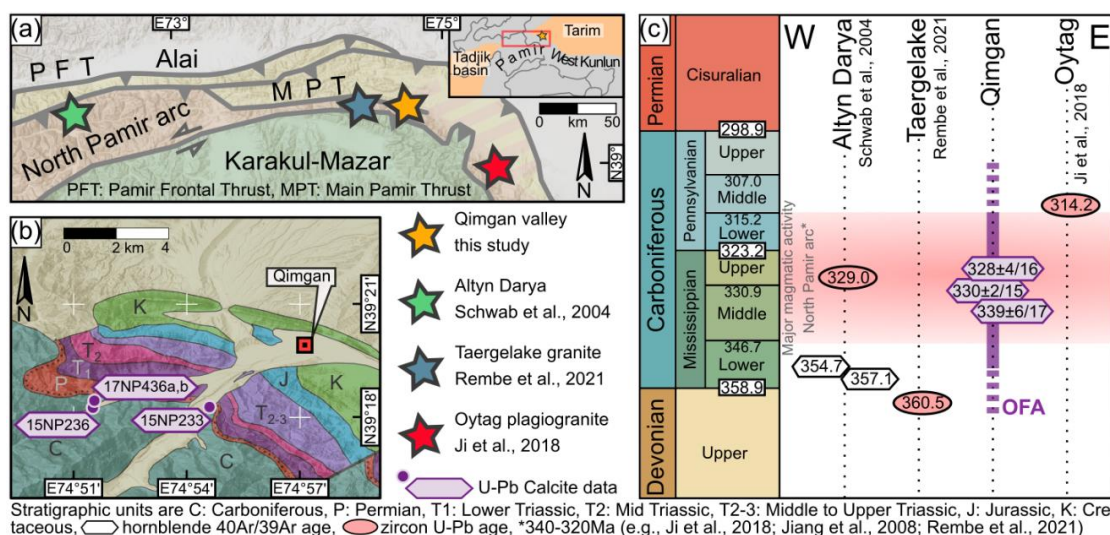 (a)
E73°
E75°
PFT
Alai
MPT
North Pamir arc
Karakul-Mazar
PFT: Pamir Frontal Thrust, MPT: Main Pamir Thrust
Tadjik
basin
Pamir
West Kunlun
Tarim
0 50
km
N39°
N
(b)
0 2 4
km
N
Qimgan
K
T2
T1
P
J
K
T2-3
C
C
17NP436a,b
15NP236
15NP233
N39°21'
N39°18'
E74°51'
E74°54'
E74°57'
Qimgan valley
this study
Altyn Darya
Schwab et al., 2004
Taergelake granite
Rembe et al., 2021
Oytag plagiogranite
Ji et al., 2018
U-Pb Calcite data
(c)
W
E
Altyn Darya
Schwab et al., 2004
Taergelake
Rembe et al., 2021
Qimgan
Oytag
Ji et al., 2018
Permian
Cisuralian
298.9
Carboniferous
Pennsylvanian
Upper
307.0
Middle
315.2
Lower
323.2
Mississippian
Upper
330.9
Middle
346.7
Lower
358.9
Devonian
Upper
Major magmatic activity
North Pamir arc*
314.2
329.0
328±4/16
330±2/15
339±6/17
354.7
357.1
360.5
OFA
Stratigraphic units are C: Carboniferous, P: Permian, T1: Lower Triassic, T2: Mid Triassic, T2-3: Middle to Upper Triassic, J: Jurassic, K: Cre
taceous, hornblende 40Ar/39Ar age, zircon U-Pb age, *340-320Ma (e.g., Ji et al., 2018; Jiang et al., 2008; Rembe et al., 2021)